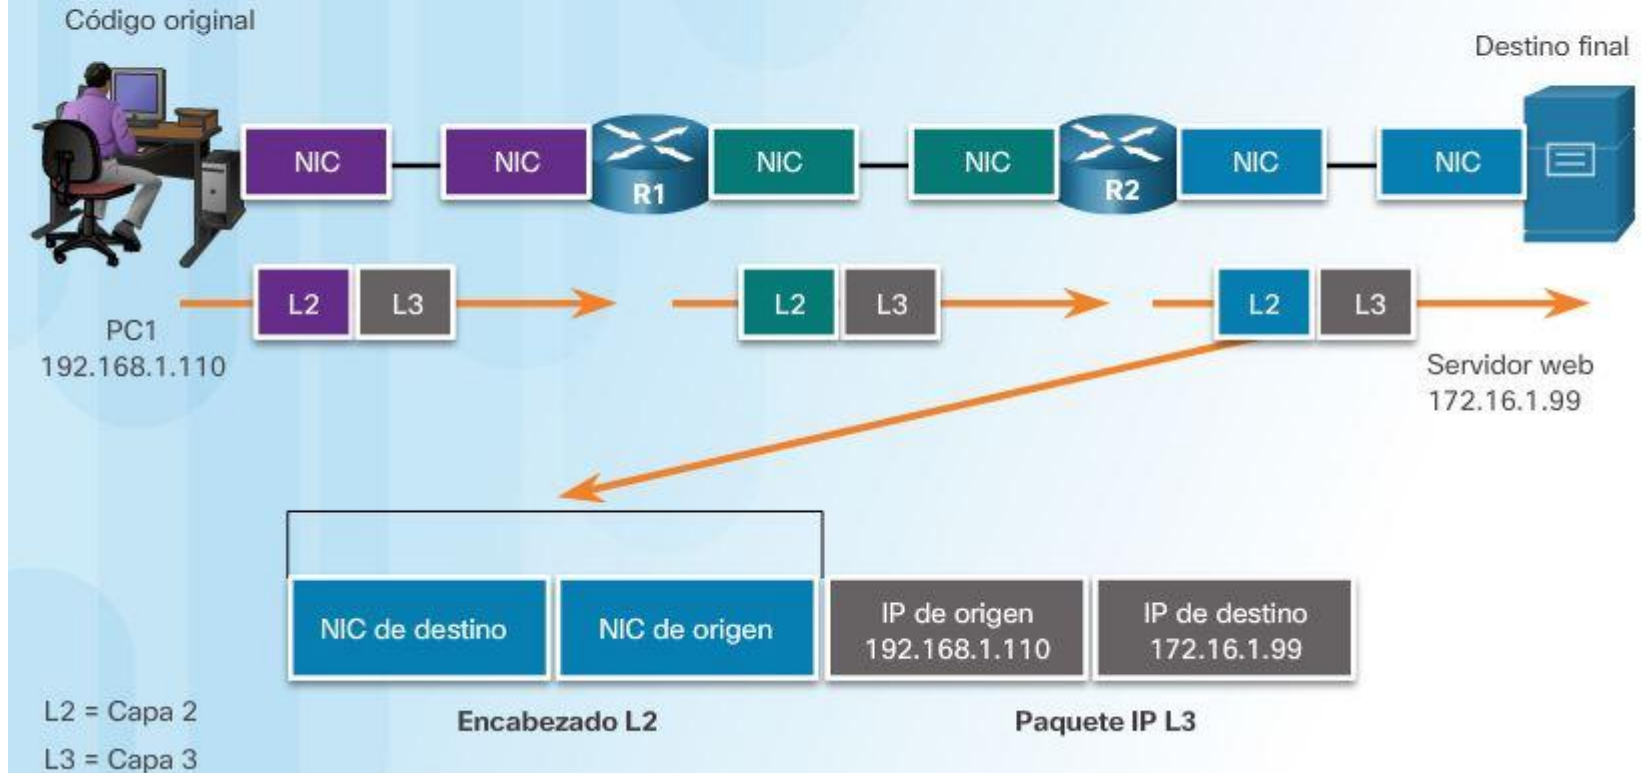 Código original
Destino final
NIC
NIC
R1
NIC
NIC
R2
NIC
NIC
L2
L3
L2
L3
L2
L3
PC1
192.168.1.110
Servidor web
172.16.1.99
NIC de destino
NIC de origen
IP de origen
192.168.1.110
IP de destino
172.16.1.99
L2 = Capa 2
Encabezado L2
Paquete IP L3
L3 = Capa 3